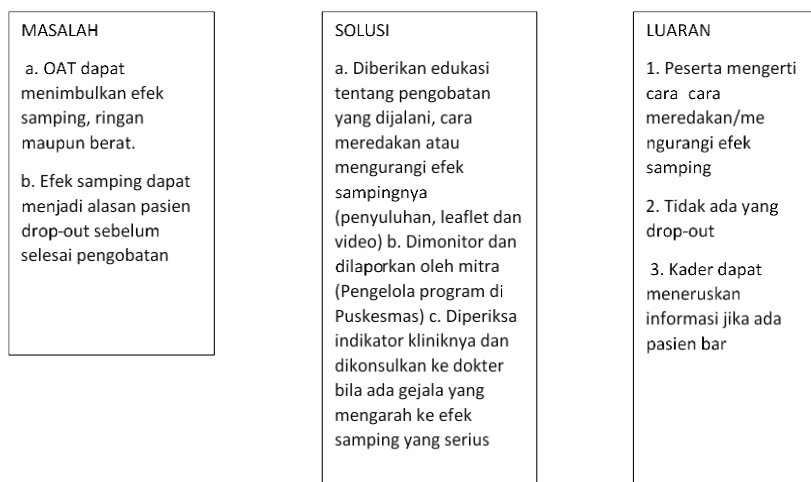 MASALAH
a. OAT dapat
menimbulkan efek
samping, ringan
maupun berat.
b. Efek samping dapat
menjadi alasan pasien
drop-out sebelum
selesai pengobatan
SOLUSI
a. Diberikan edukasi
tentang pengobatan
yang dijalani, cara
meredakan atau
mengurangi efek
sampingnya
(penyuluhan, leaflet dan
video) b. Dimonitor dan
dilaporkan oleh mitra
(Pengelola program di
Puskesmas) c. Diperiksa
indikator kliniknya dan
dikonsulkan ke dokter
bila ada gejala yang
mengarah ke efek
samping yang serius
LUARAN
1. Peserta mengerti
cara cara
meredakan/me
ngurangi efek
samping
2. Tidak ada yang
drop-out
3. Kader dapat
meneruskan
informasi jika ada
pasien bar